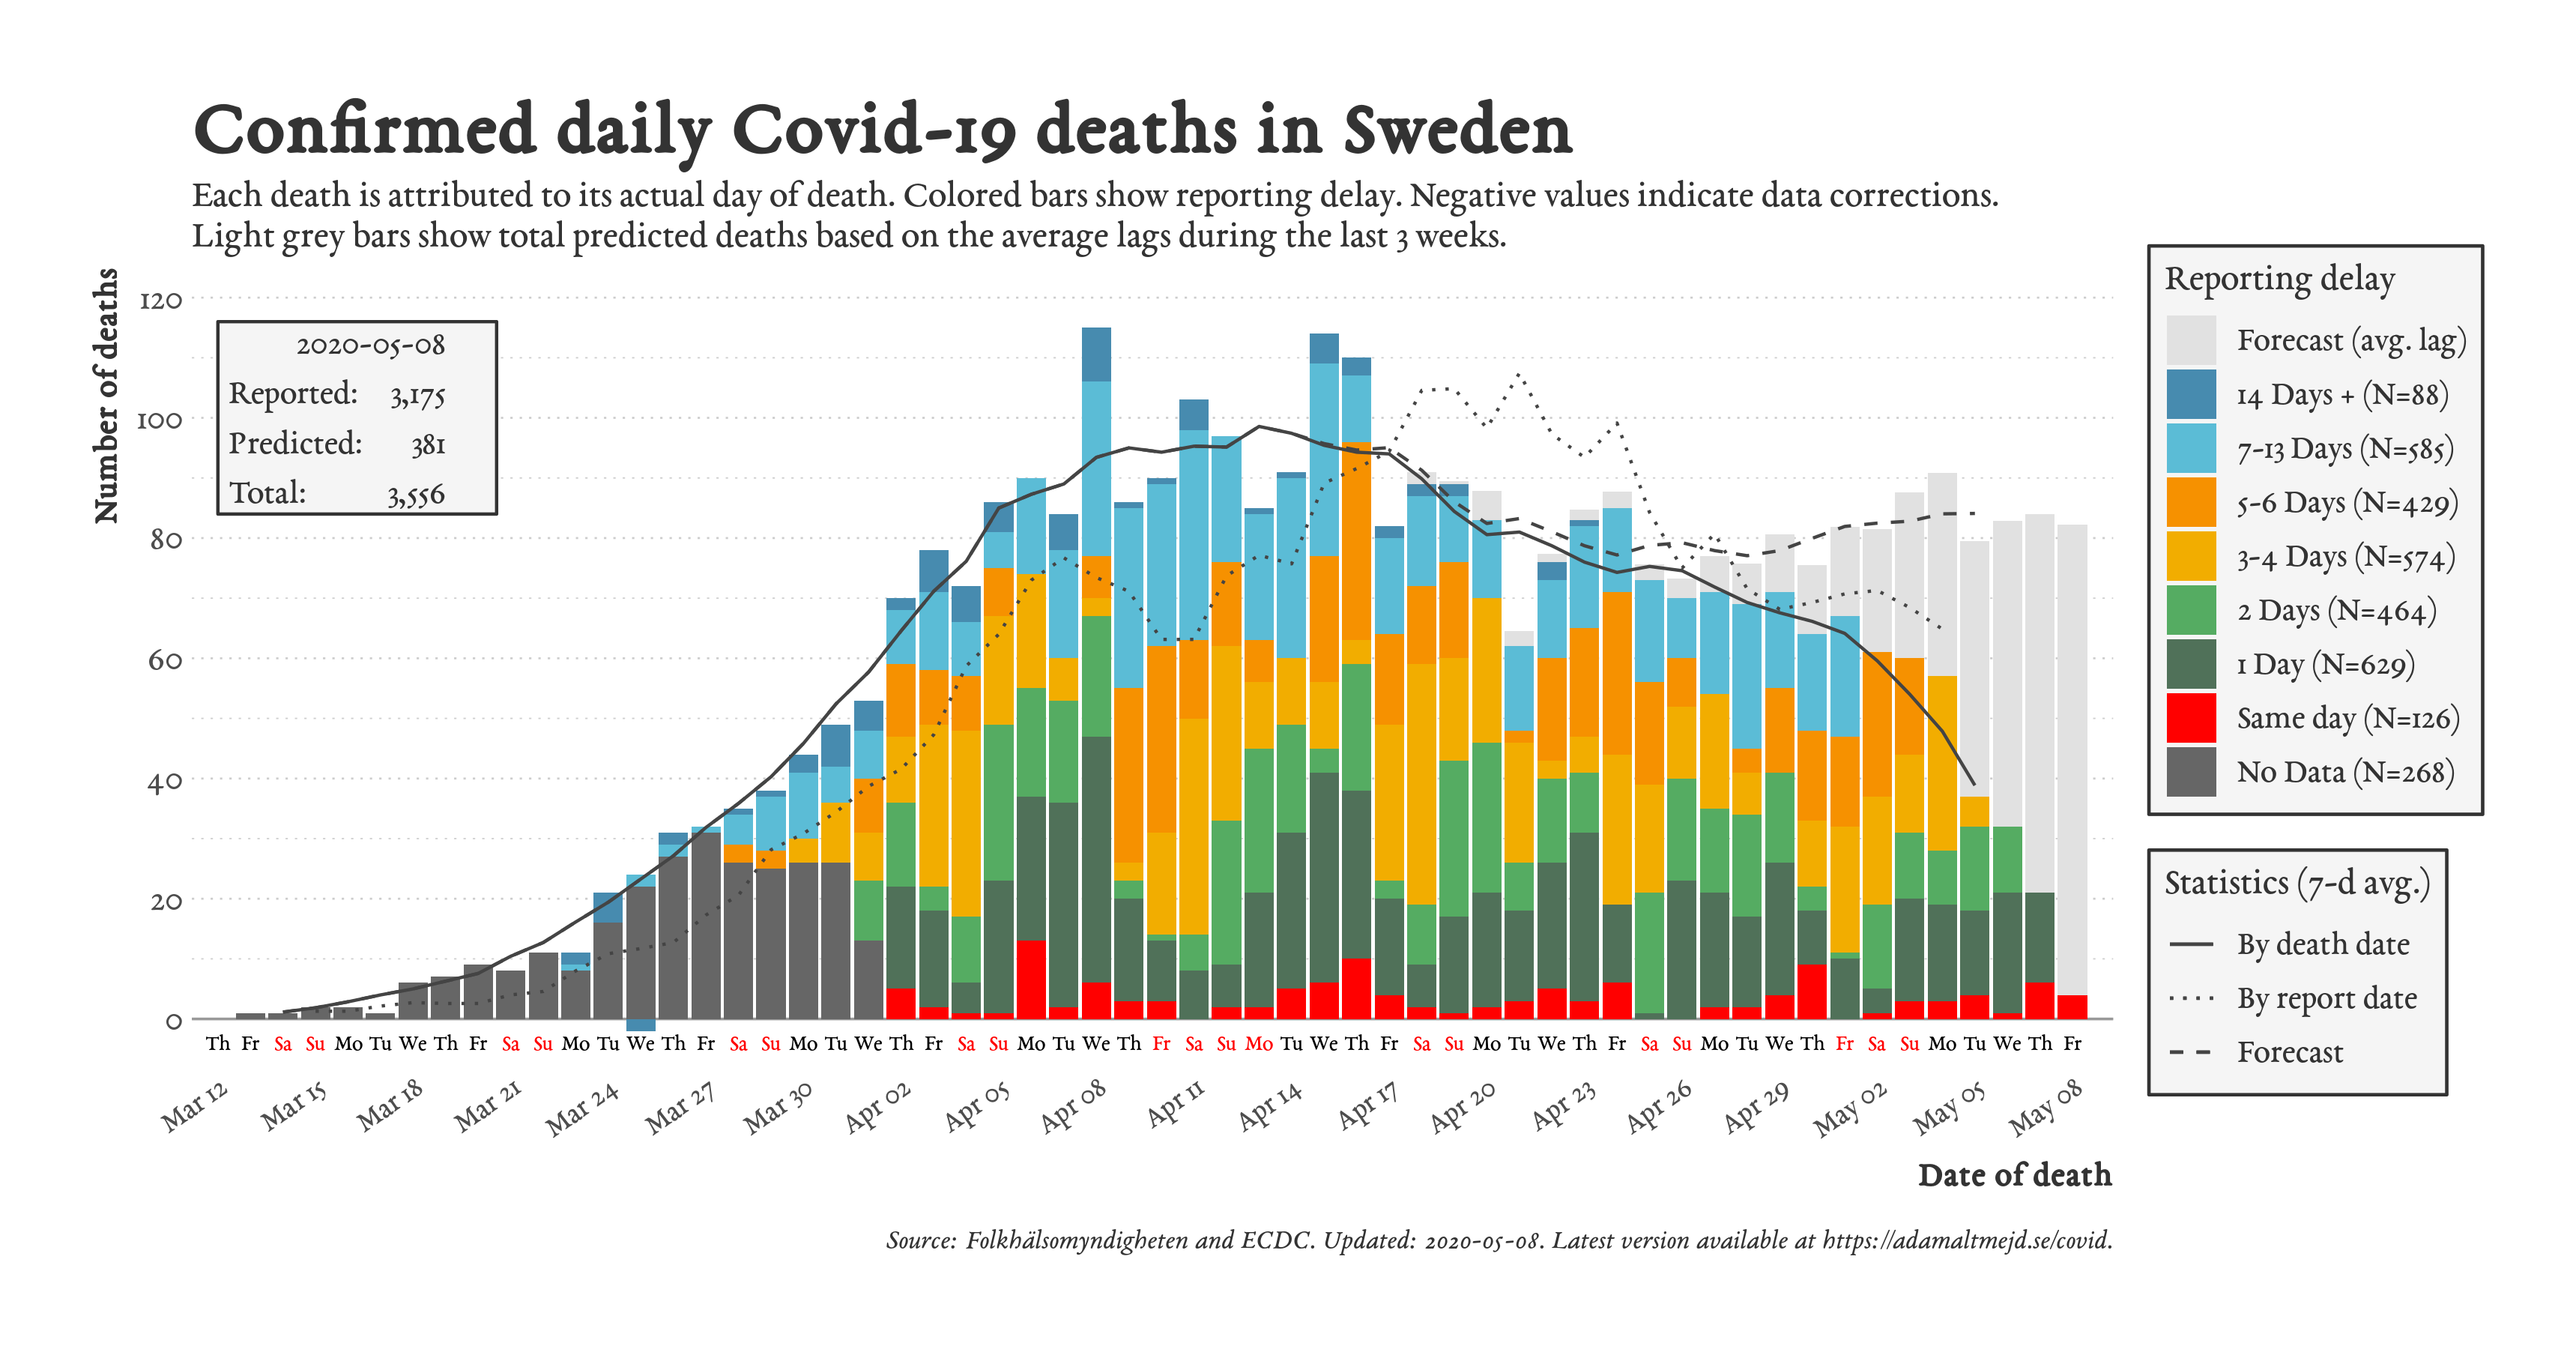 Confirmed daily Covid-19 deaths in Sweden
Each death is attributed to its actual day of death. Colored bars show reporting delay. Negative values indicate data corrections.
Light grey bars show total predicted deaths based on the average lags during the last 3 weeks.
Number of deaths
120
100
80
60
40
20
0
2020-05-08
Reported: 3,175
Predicted: 381
Total: 3,556
Th Fr Sa Su Mo Tu We Th Fr Sa Su Mo Tu We Th Fr Sa Su Mo Tu We Th Fr Sa Su Mo Tu We Th Fr Sa Su Mo Tu We Th Fr Sa Su Mo Tu We Th Fr Sa Su Mo Tu We Th Fr Sa Su Mo Tu We Th Fr
Mar 12 Mar 15 Mar 18 Mar 21 Mar 24 Mar 27 Mar 30 Apr 02 Apr 05 Apr 08 Apr 11 Apr 14 Apr 17 Apr 20 Apr 23 Apr 26 Apr 29 May 02 May 05 May 08
Date of death
Reporting delay
Forecast (avg. lag)
14 Days + (N=88)
7-13 Days (N=585)
5-6 Days (N=429)
3-4 Days (N=574)
2 Days (N=464)
1 Day (N=629)
Same day (N=126)
No Data (N=268)
Statistics (7-d avg.)
By death date
By report date
Forecast
Source: Folkhälsomyndigheten and ECDC. Updated: 2020-05-08. Latest version available at https://adamaltmejd.se/covid.